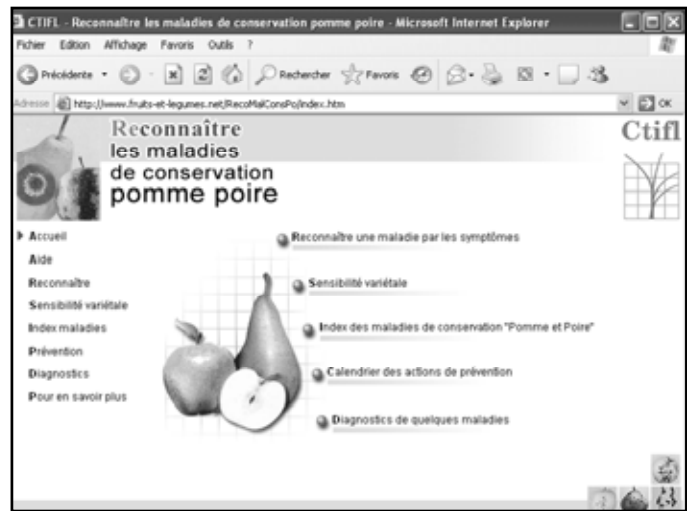 CTIFL - Reconnaître les maladies de conservation pomme poire - Microsoft Internet Explorer
Fichier Edition Affichage Favoris Outils ?
Précédente Rechercher Favoris
Adresse http://www.fruits-et-legumes.net/RecoMalConsPo/index.htm OK
Reconnaître
les maladies
de conservation
pomme poire
Ctifl
Accueil
Aide
Reconnaître
Sensibilité variétale
Index maladies
Prévention
Diagnostics
Pour en savoir plus
Reconnaître une maladie par les symptômes
Sensibilité variétale
Index des maladies de conservation "Pomme et Poire"
Calendrier des actions de prévention
Diagnostics de quelques maladies